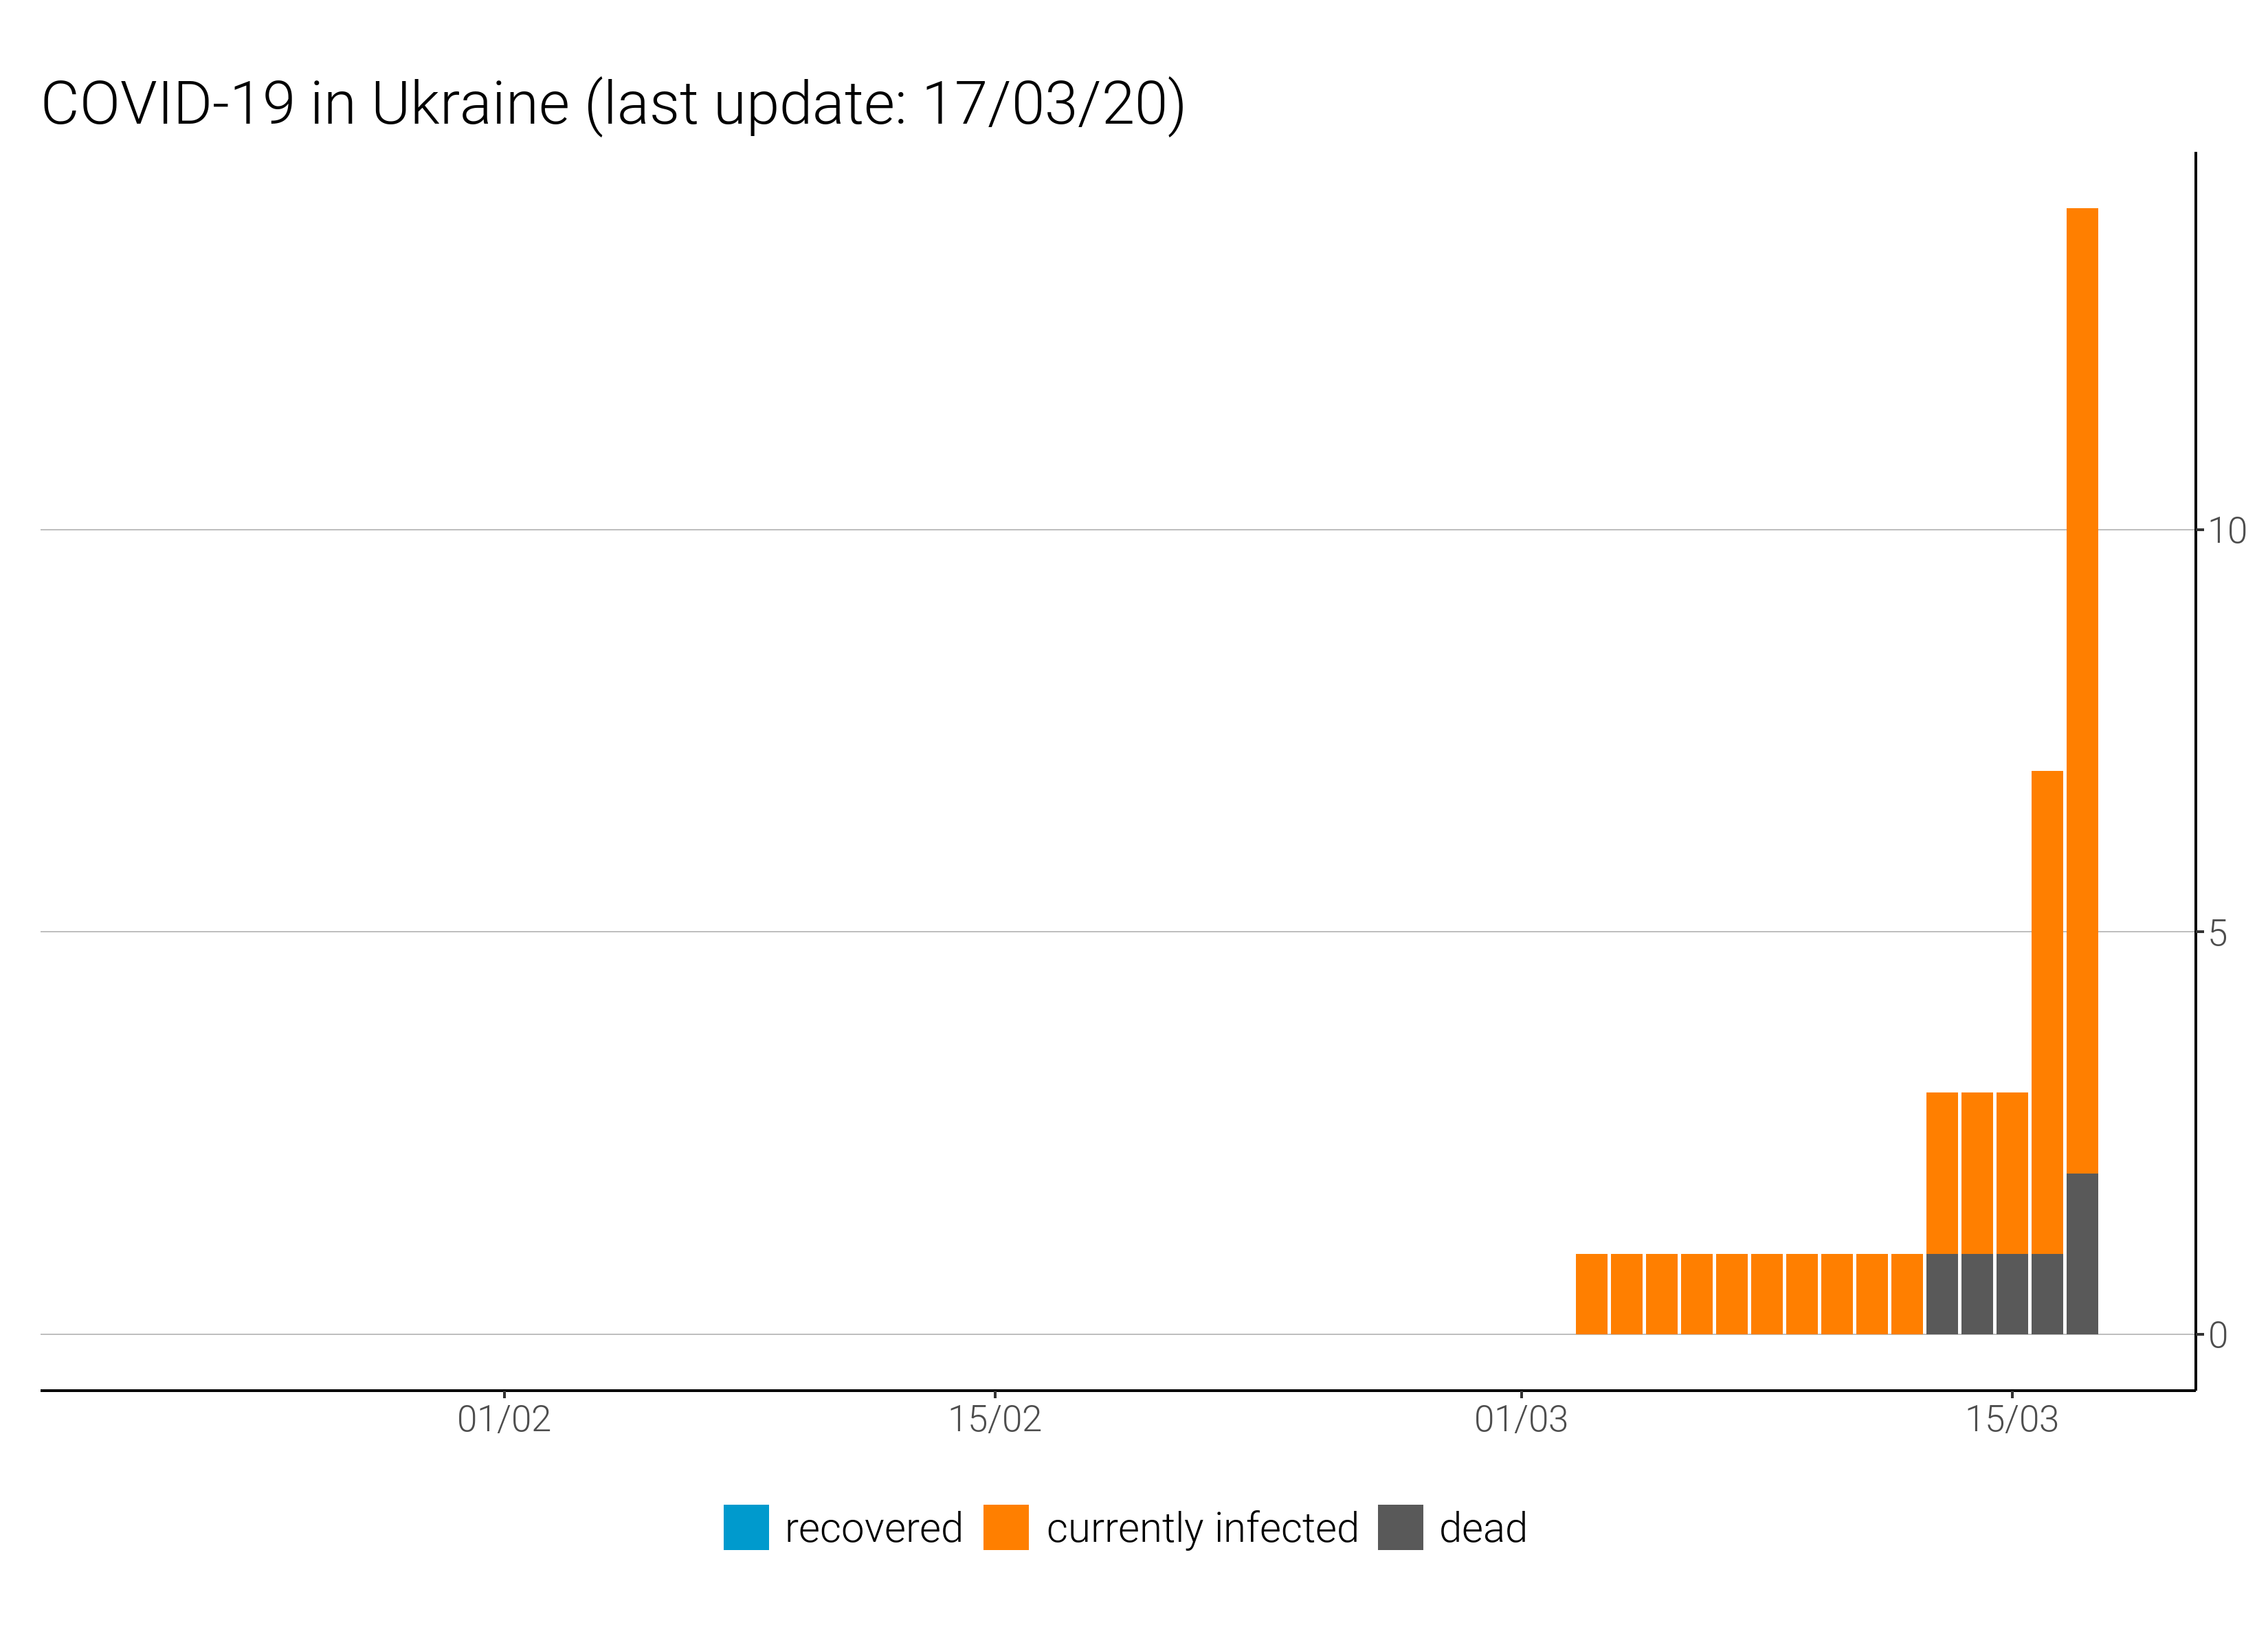 COVID-19 in Ukraine (last update: 17/03/20)
10
5
0
01/02 15/02 01/03 15/03
recovered currently infected dead